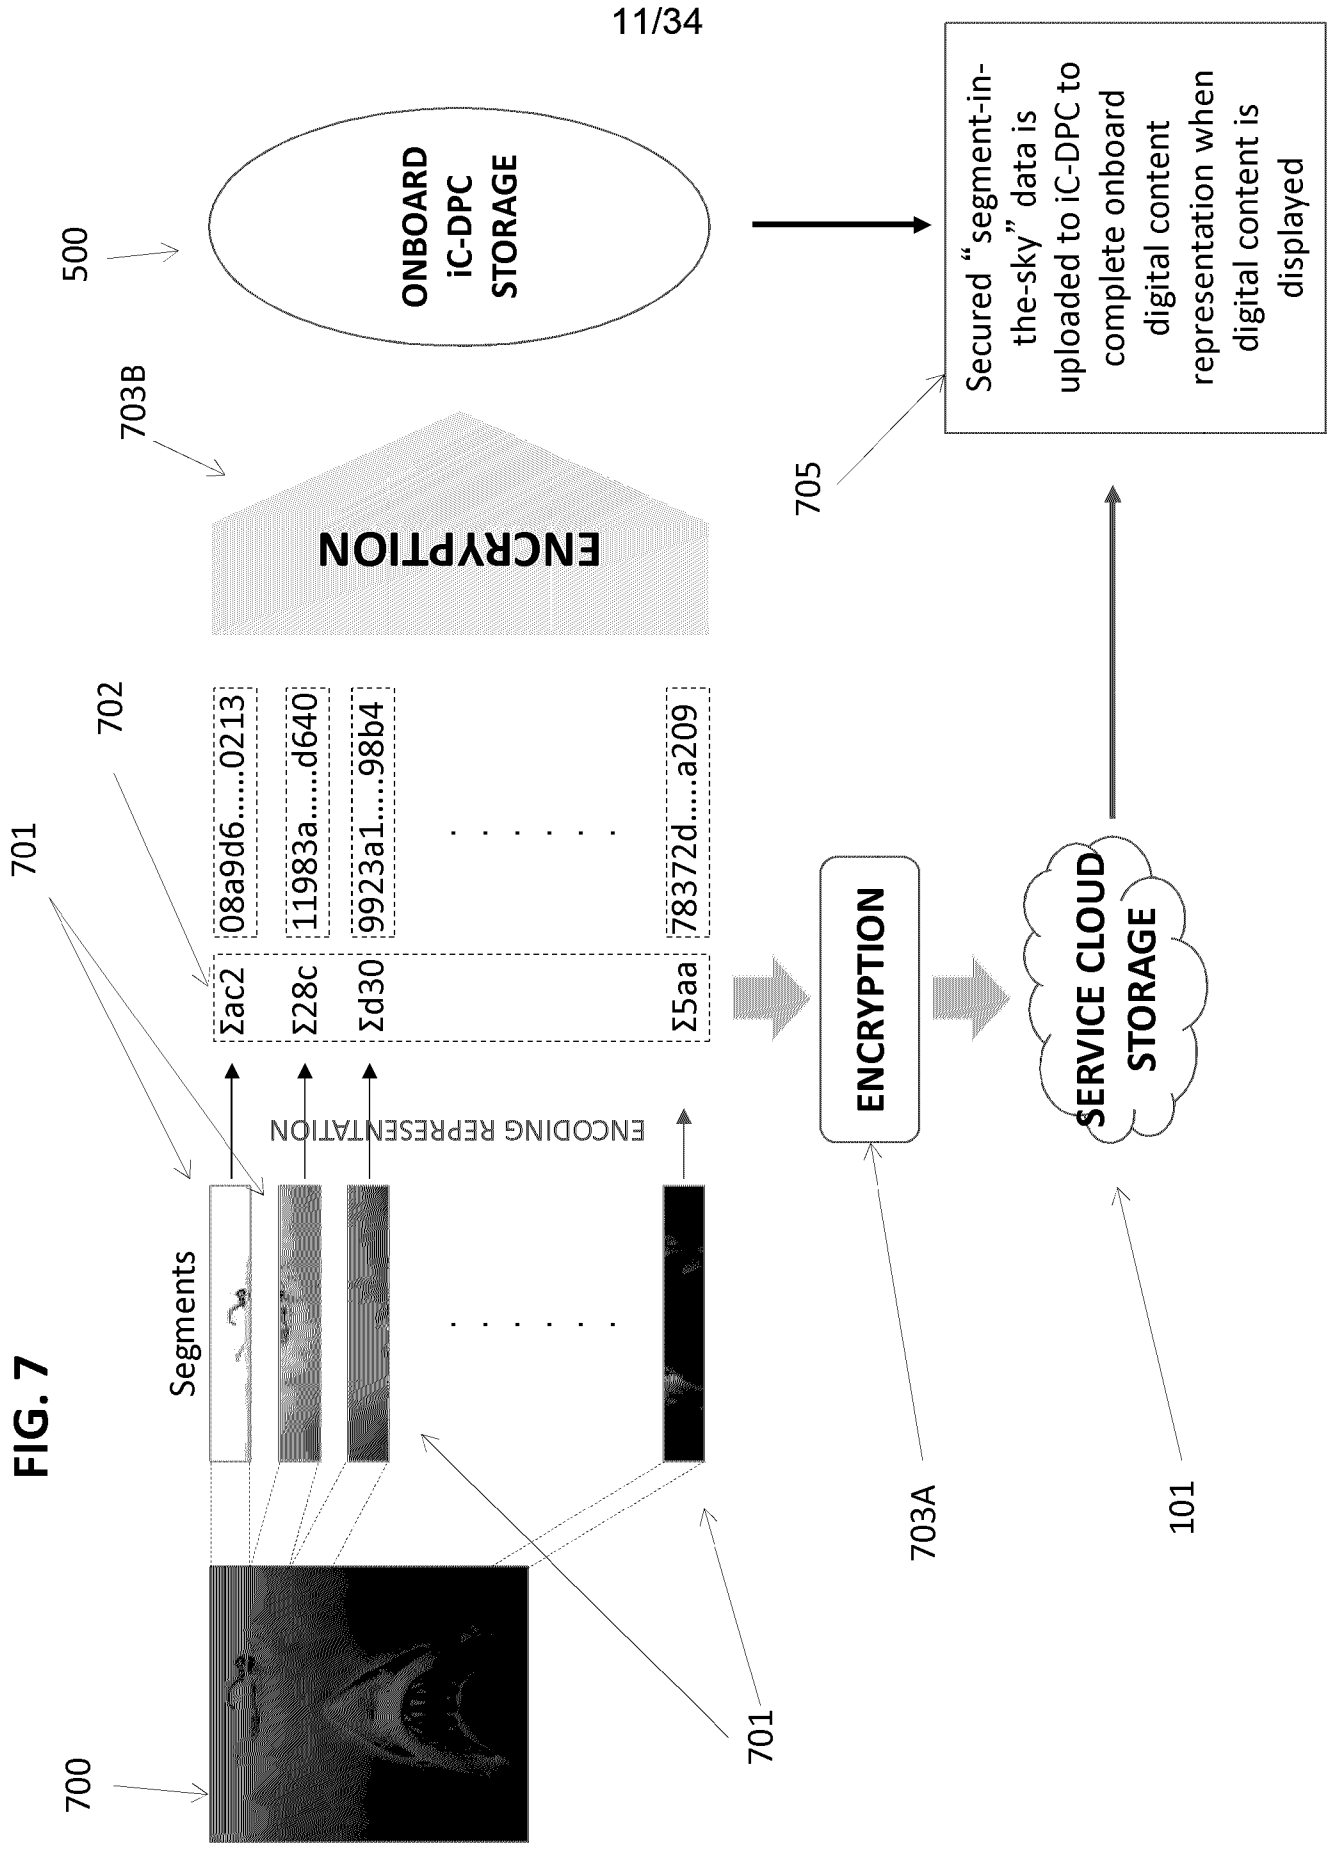 11/34
FIG. 7
700
701
Segments
701
ENCODING REPRESENTATION
702
Σac2
08a9d6......0213
Σ28c
11983a.....d640
Σd30
9923a1.....98b4
. . . . . .
. . . . . .
Σ5aa
78372d.....a209
703B
ENCRYPTION
500
ONBOARD
iC-DPC
STORAGE
703A
ENCRYPTION
101
SERVICE CLOUD
STORAGE
705
Secured “segment-in-
the-sky” data is
uploaded to iC-DPC to
complete onboard
digital content
representation when
digital content is
displayed